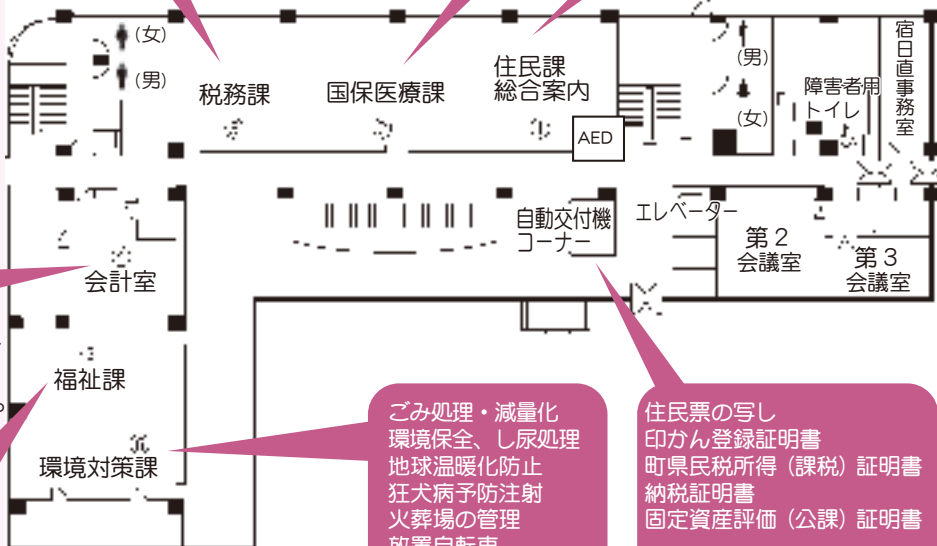 (女)
(男)
税務課
国保医療課
住民課
総合案内
AED
(男)
(女)
障害者用
トイレ
宿日直事務室
自動交付機
コーナー
エレベーター
第2
会議室
第3
会議室
会計室
福祉課
環境対策課
ごみ処理・減量化
環境保全、し尿処理
地球温暖化防止
狂犬病予防注射
火葬場の管理
放置自転車
住民票の写し
印かん登録証明書
町県民税所得（課税）証明書
納税証明書
固定資産評価（公課）証明書